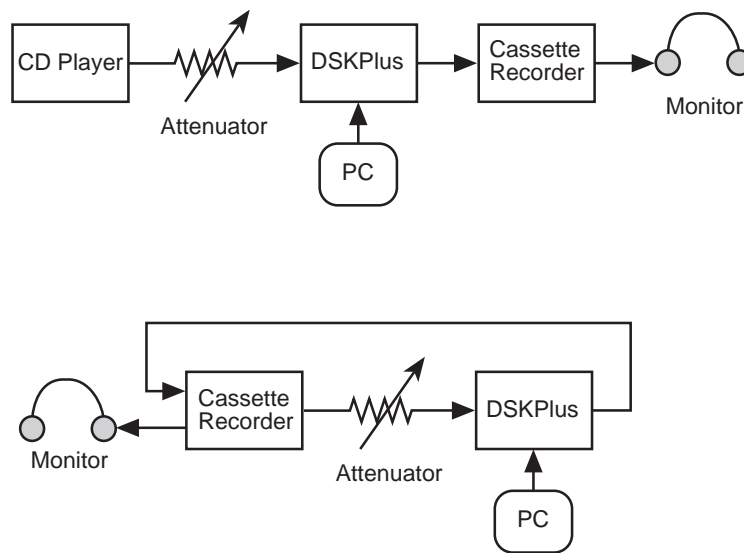 CD Player
Attenuator
DSKPlus
PC
Cassette
Recorder
Monitor
Monitor
Cassette
Recorder
Attenuator
DSKPlus
PC